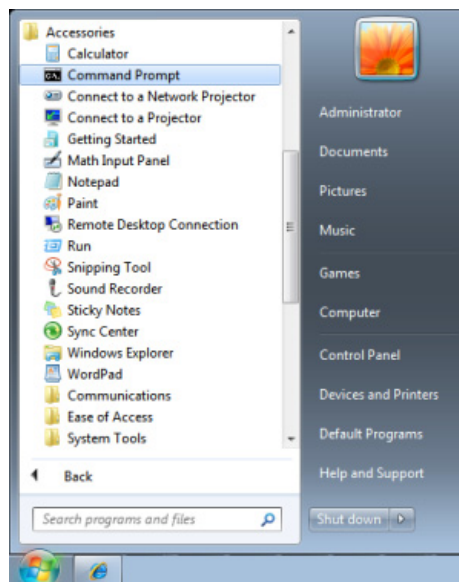 Accessories
Calculator
Command Prompt
Connect to a Network Projector
Connect to a Projector
Getting Started
Math Input Panel
Notepad
Paint
Remote Desktop Connection
Run
Snipping Tool
Sound Recorder
Sticky Notes
Sync Center
Windows Explorer
WordPad
Communications
Ease of Access
System Tools
Back
Search programs and files
Administrator
Documents
Pictures
Music
Games
Computer
Control Panel
Devices and Printers
Default Programs
Help and Support
Shut down